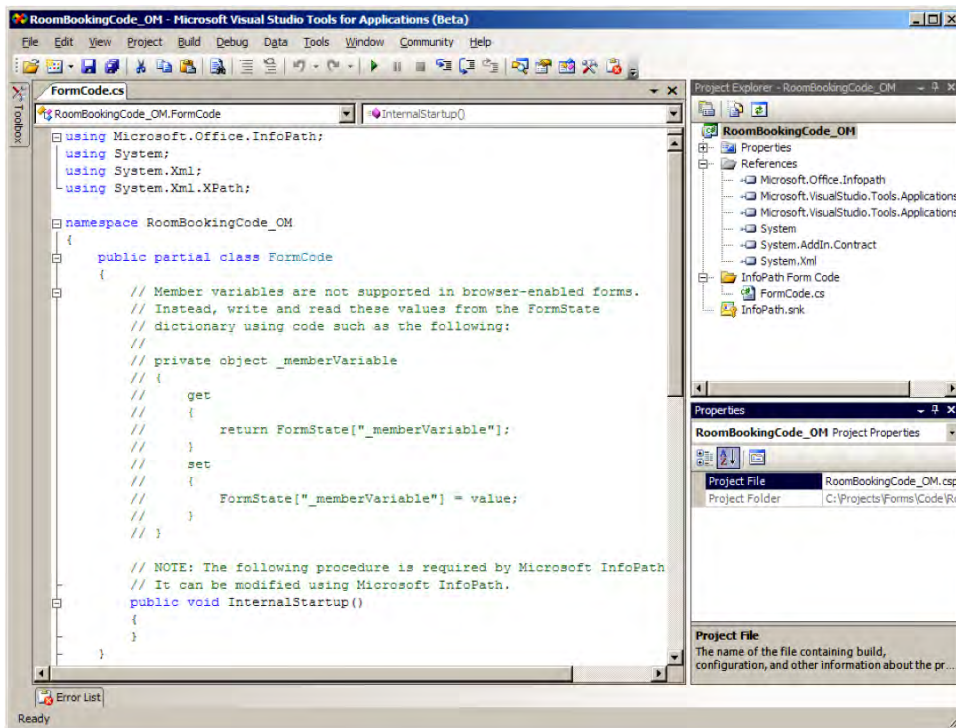 RoomBookingCode_OM - Microsoft Visual Studio Tools for Applications (Beta)
File Edit View Project Build Debug Data Tools Window Community Help
Toolbox
FormCode.cs
RoomBookingCode_OM.FormCode
InternalStartup()
using Microsoft.Office.InfoPath;
using System;
using System.Xml;
using System.Xml.XPath;
namespace RoomBookingCode_OM
{
public partial class FormCode
{
// Member variables are not supported in browser-enabled forms.
// Instead, write and read these values from the FormState
// dictionary using code such as the following:
//
// private object _memberVariable
// {
// get
// {
// return FormState["_memberVariable"];
// }
// set
// {
// FormState["_memberVariable"] = value;
// }
// }
// NOTE: The following procedure is required by Microsoft InfoPath
// It can be modified using Microsoft InfoPath.
public void InternalStartup()
{
}
}
Project Explorer - RoomBookingCode_OM
RoomBookingCode_OM
Properties
References
Microsoft.Office.Infopath
Microsoft.VisualStudio.Tools.Applications
Microsoft.VisualStudio.Tools.Applications
System
System.AddIn.Contract
System.Xml
InfoPath Form Code
FormCode.cs
InfoPath.snk
Properties
RoomBookingCode_OM Project Properties
Project File RoomBookingCode_OM.csp
Project Folder C:\Projects\Forms\Code\Ro
Project File
The name of the file containing build,
configuration, and other information about the pr...
Error List
Ready